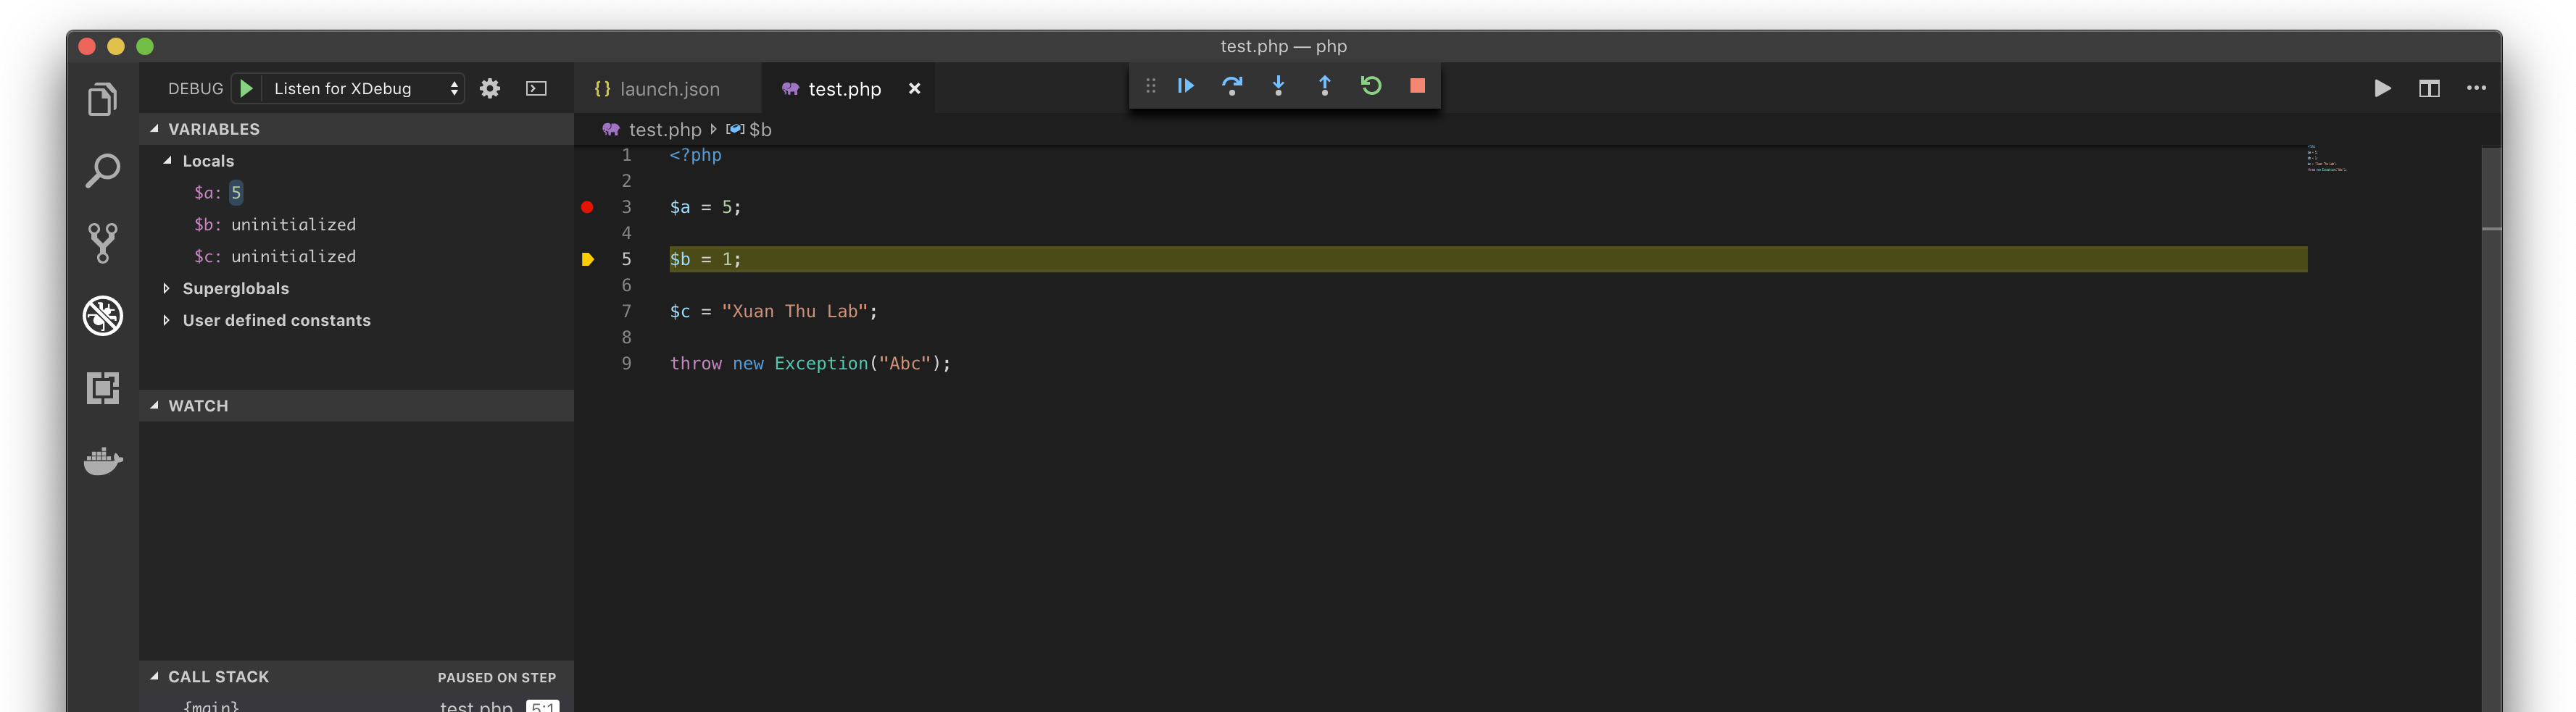 test.php — php
DEBUG Listen for XDebug
{} launch.json test.php
VARIABLES
Locals
$a: 5
$b: uninitialized
$c: uninitialized
Superglobals
User defined constants
WATCH
CALL STACK PAUSED ON STEP
{main} test.php 5:1
test.php $b
1 <?php
2
3 $a = 5;
4
5 $b = 1;
6
7 $c = "Xuan Thu Lab";
8
9 throw new Exception("Abc");